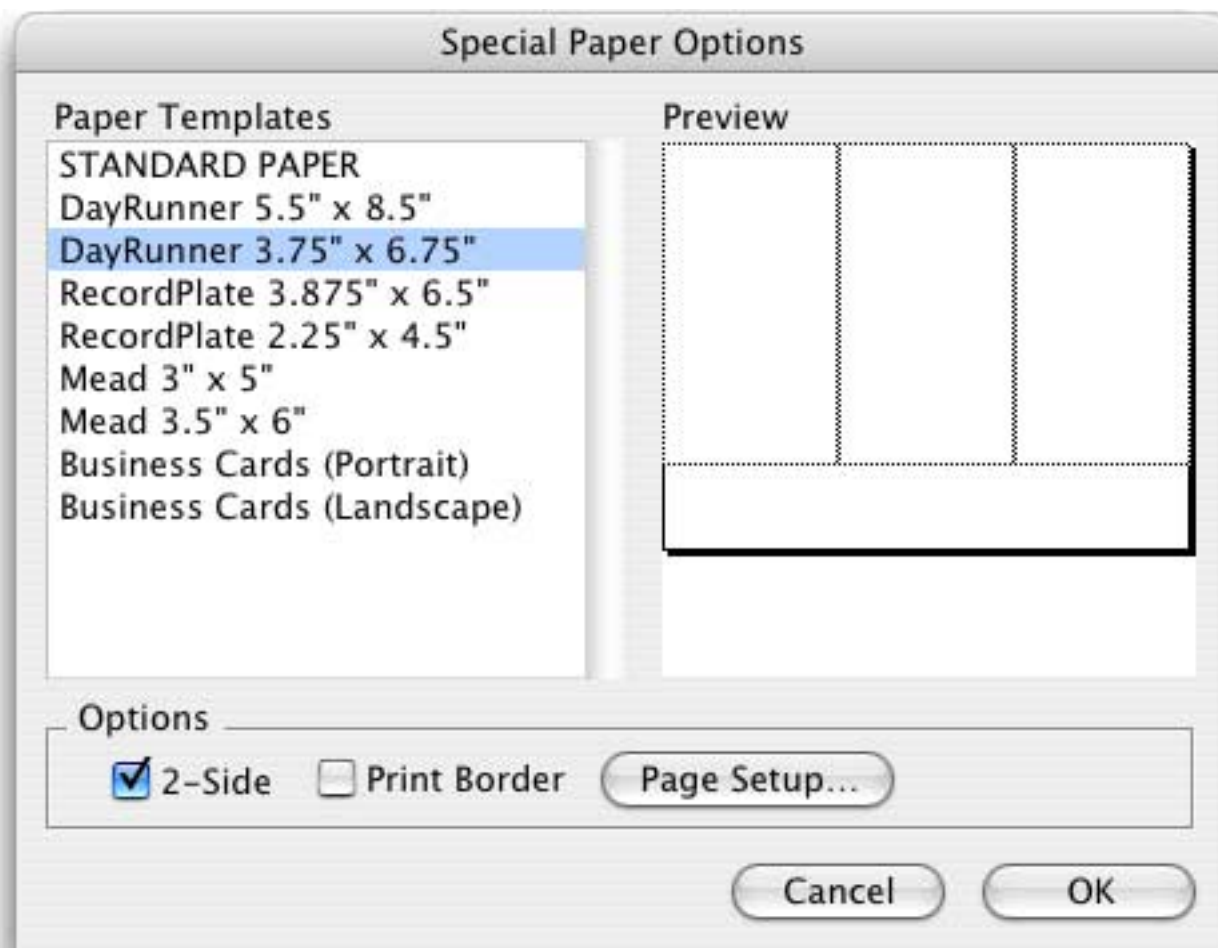 Special Paper Options
Paper Templates
STANDARD PAPER
DayRunner 5.5" x 8.5"
DayRunner 3.75" x 6.75"
RecordPlate 3.875" x 6.5"
RecordPlate 2.25" x 4.5"
Mead 3" x 5"
Mead 3.5" x 6"
Business Cards (Portrait)
Business Cards (Landscape)
Preview
Options
2-Side Print Border Page Setup...
Cancel OK